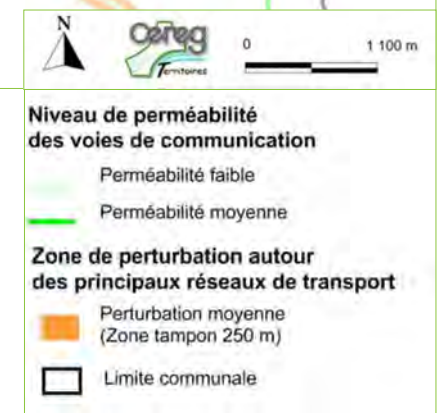 N
Cereg
Territoires
0 1 100 m
Niveau de perméabilité
des voies de communication
Perméabilité faible
Perméabilité moyenne
Zone de perturbation autour
des principaux réseaux de transport
Perturbation moyenne
(Zone tampon 250 m)
Limite communale